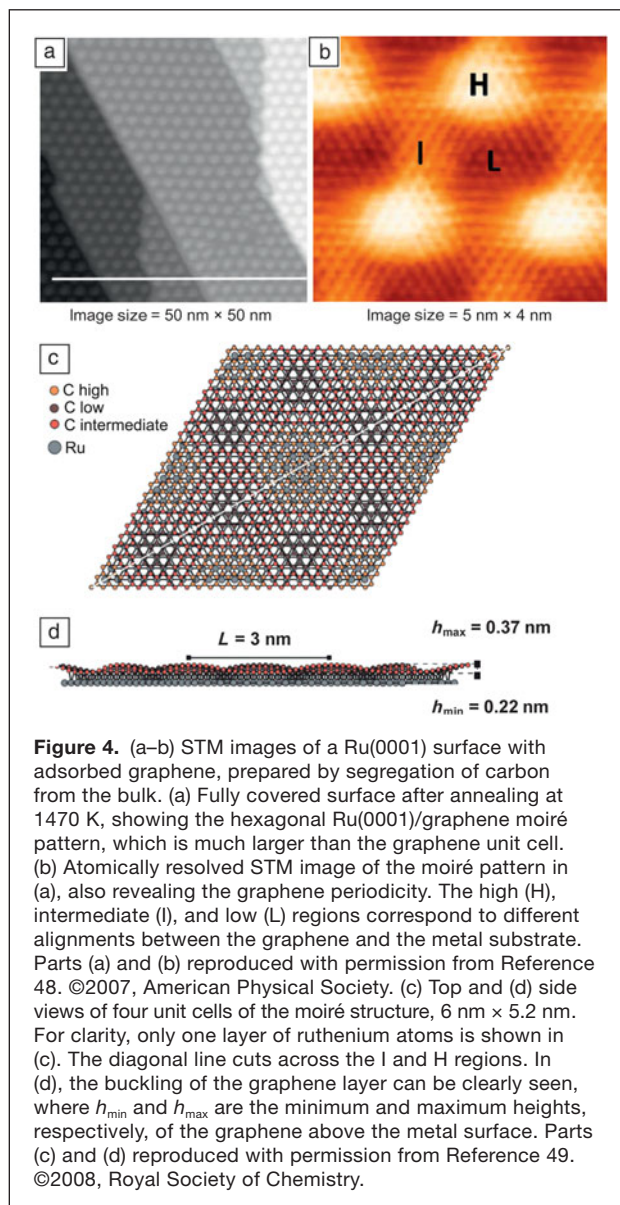 a
b
H
I
L
Image size = 50 nm × 50 nm
Image size = 5 nm × 4 nm
c
C high
C low
C intermediate
Ru
d
L = 3 nm
hmax = 0.37 nm
hmin = 0.22 nm
Figure 4. (a–b) STM images of a Ru(0001) surface with
adsorbed graphene, prepared by segregation of carbon
from the bulk. (a) Fully covered surface after annealing at
1470 K, showing the hexagonal Ru(0001)/graphene moiré
pattern, which is much larger than the graphene unit cell.
(b) Atomically resolved STM image of the moiré pattern in
(a), also revealing the graphene periodicity. The high (H),
intermediate (I), and low (L) regions correspond to different
alignments between the graphene and the metal substrate.
Parts (a) and (b) reproduced with permission from Reference
48. ©2007, American Physical Society. (c) Top and (d) side
views of four unit cells of the moiré structure, 6 nm × 5.2 nm.
For clarity, only one layer of ruthenium atoms is shown in
(c). The diagonal line cuts across the I and H regions. In
(d), the buckling of the graphene layer can be clearly seen,
where hmin and hmax are the minimum and maximum heights,
respectively, of the graphene above the metal surface. Parts
(c) and (d) reproduced with permission from Reference 49.
©2008, Royal Society of Chemistry.